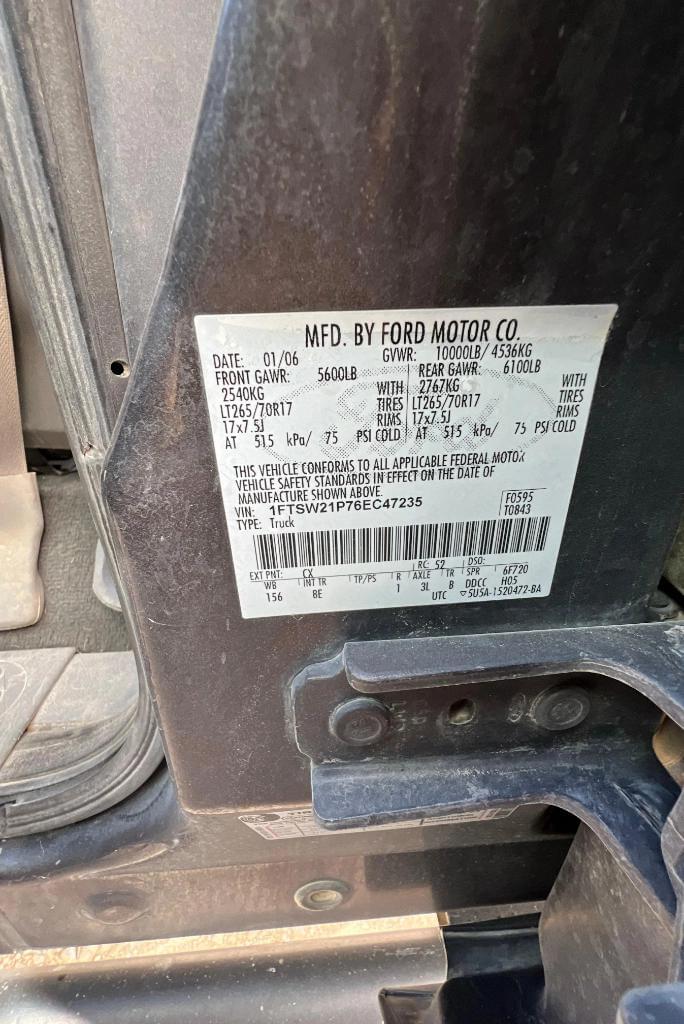 MFD. BY FORD MOTOR CO.
DATE: 01/06 GVWR: 10000LB/ 4536KG
FRONT GAWR: 5600LB REAR GAWR: 6100LB
2540KG WITH 2767KG WITH
LT265/70R17 TIRES LT265/70R17 TIRES
17x7.5J RIMS 17x7.5J RIMS
AT 515 kPa/ 75 PSI COLD AT 515 kPa/ 75 PSI COLD
THIS VEHICLE CONFORMS TO ALL APPLICABLE FEDERAL MOTOR
VEHICLE SAFETY STANDARDS IN EFFECT ON THE DATE OF
MANUFACTURE SHOWN ABOVE.
VIN: 1FTSW21P76EC47235 F0595
TYPE: Truck T0843
EXT PNT: CX RC: 52 DSO:
WB INT TR TP/PS R AXLE TR SPR 6F720
156 8E 1 3L B DDCC H05
UTC ▽5U5A-1520472-BA